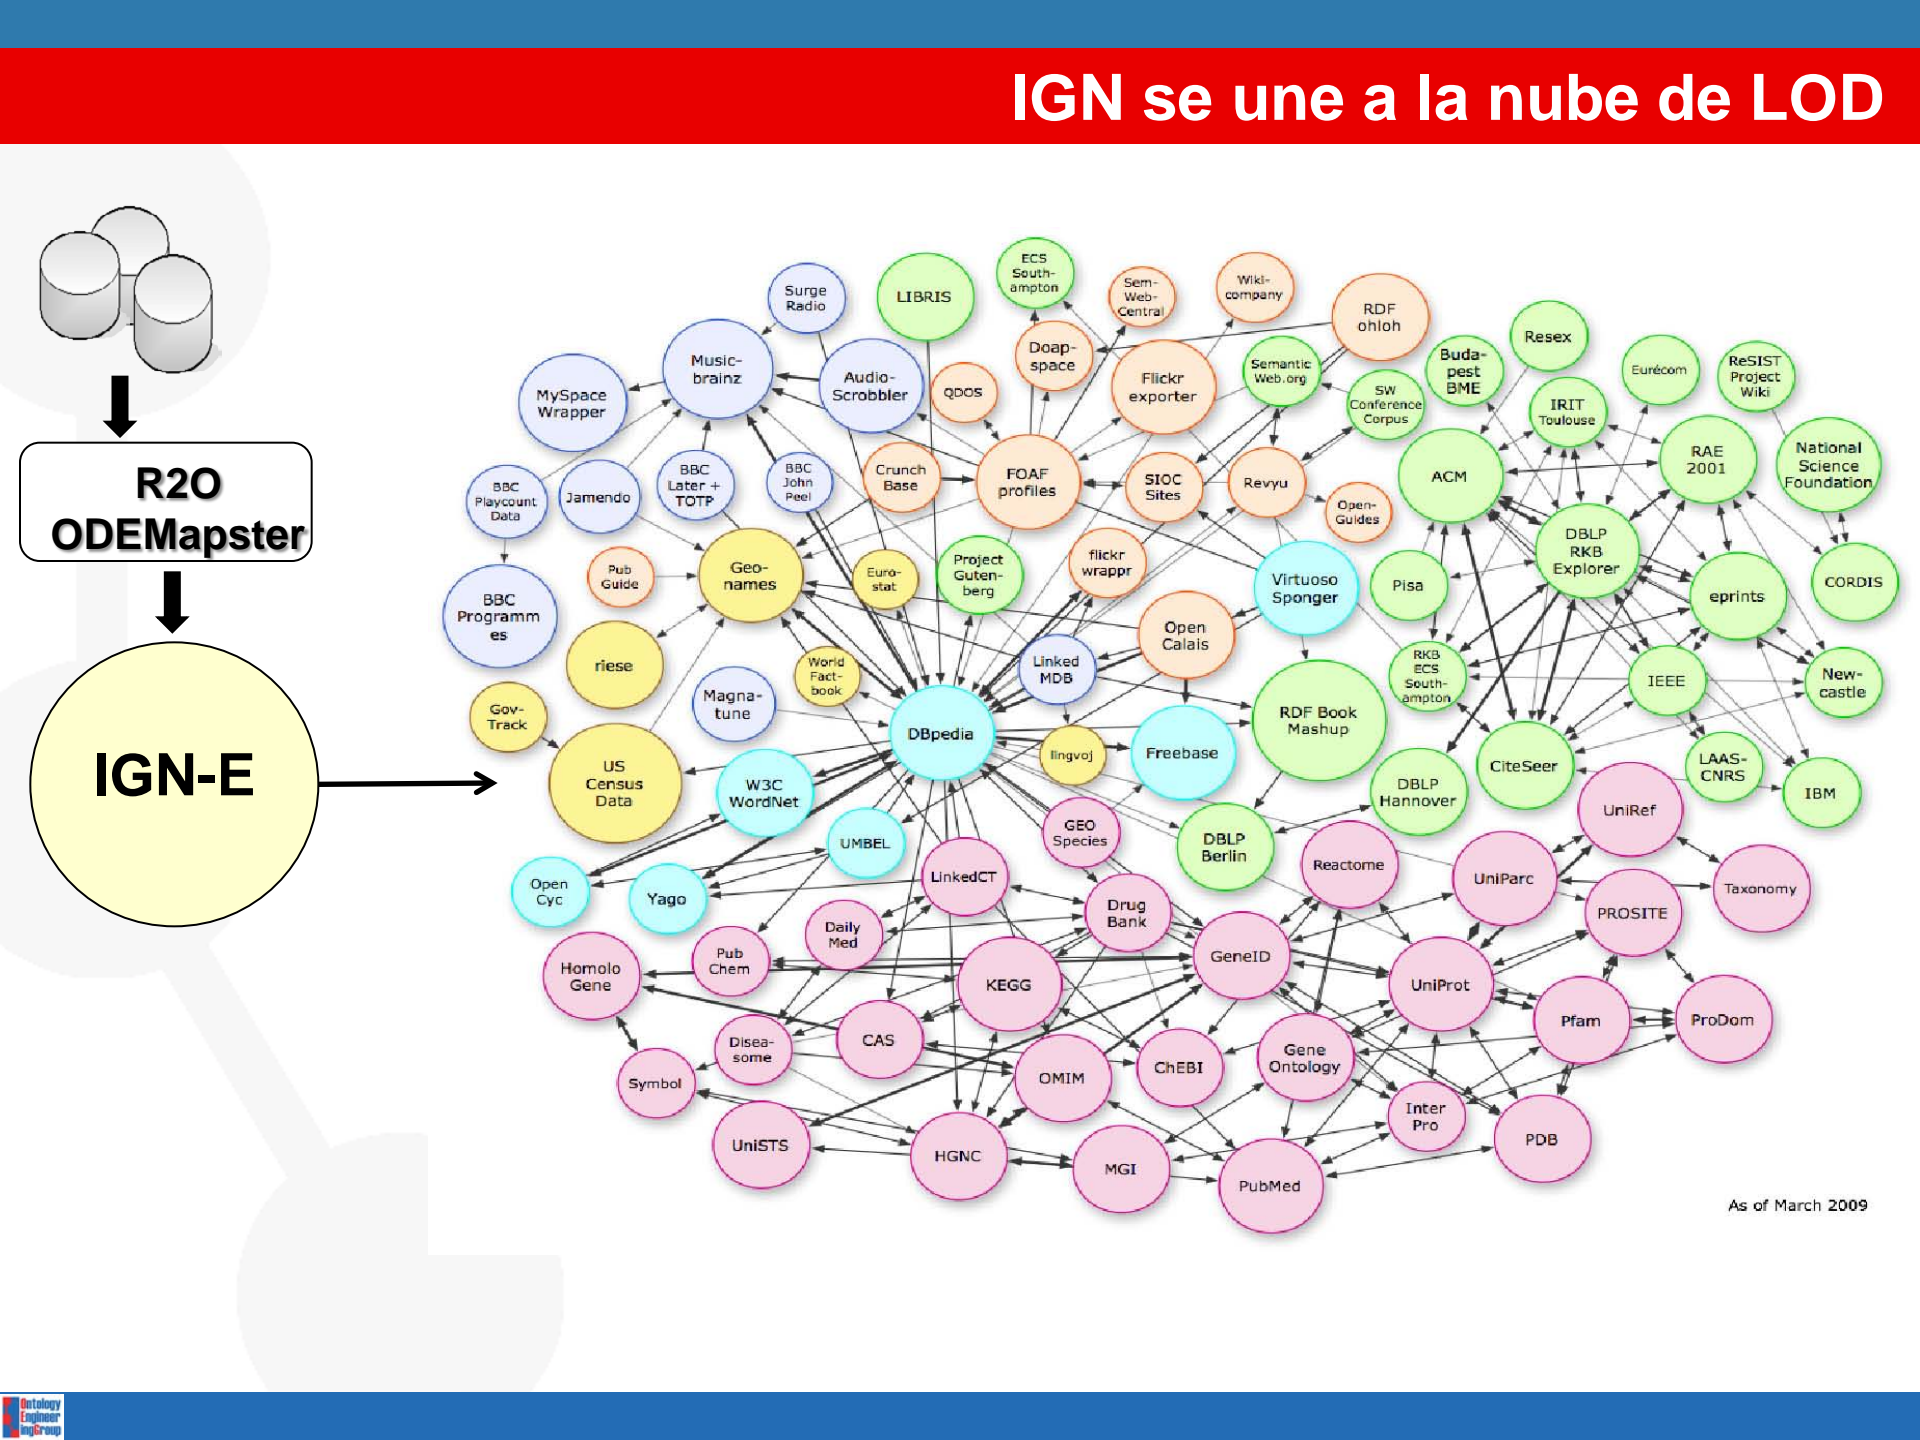 IGN se une a la nube de LOD
R2O
ODEMapster
IGN-E
ECS
South-
ampton
Surge
Radio
LIBRIS
Sem-
Web-
Central
Wiki-
company
RDF
ohloh
Music-
brainz
Doap-
space
Buda-
pest
BME
Resex
Eurécom
ReSIST
Project
Wiki
MySpace
Wrapper
Audio-
Scrobbler
QDOS
Flickr
exporter
Semantic
Web.org
SW
Conference
Corpus
IRIT
Toulouse
RAE
2001
National
Science
Foundation
ACM
BBC
Playcount
Data
Jamendo
BBC
Later +
TOTP
BBC
John
Peel
Crunch
Base
FOAF
profiles
SIOC
Sites
Revyu
Open-
Guides
DBLP
RKB
Explorer
Pub
Guide
Geo-
names
Euro-
stat
Project
Guten-
berg
flickr
wrappr
Virtuoso
Sponger
Pisa
eprints
CORDIS
BBC
Programm
es
riese
World
Fact-
book
Linked
MDB
Open
Calais
RKB
ECS
South-
ampton
IEEE
New-
castle
Gov-
Track
Magna-
tune
DBpedia
lingvoj
Freebase
RDF Book
Mashup
US
Census
Data
W3C
WordNet
CiteSeer
LAAS-
CNRS
IBM
DBLP
Hannover
UniRef
UMBEL
GEO
Species
DBLP
Berlin
Reactome
UniParc
Taxonomy
Open
Cyc
Yago
LinkedCT
Drug
Bank
PROSITE
Daily
Med
Pub
Chem
Homolo
Gene
KEGG
GeneID
UniProt
Pfam
ProDom
Disea-
some
CAS
ChEBI
Gene
Ontology
Symbol
OMIM
Inter
Pro
UniSTS
HGNC
MGI
PubMed
PDB
As of March 2009
Ontology
Engineer
ingGroup